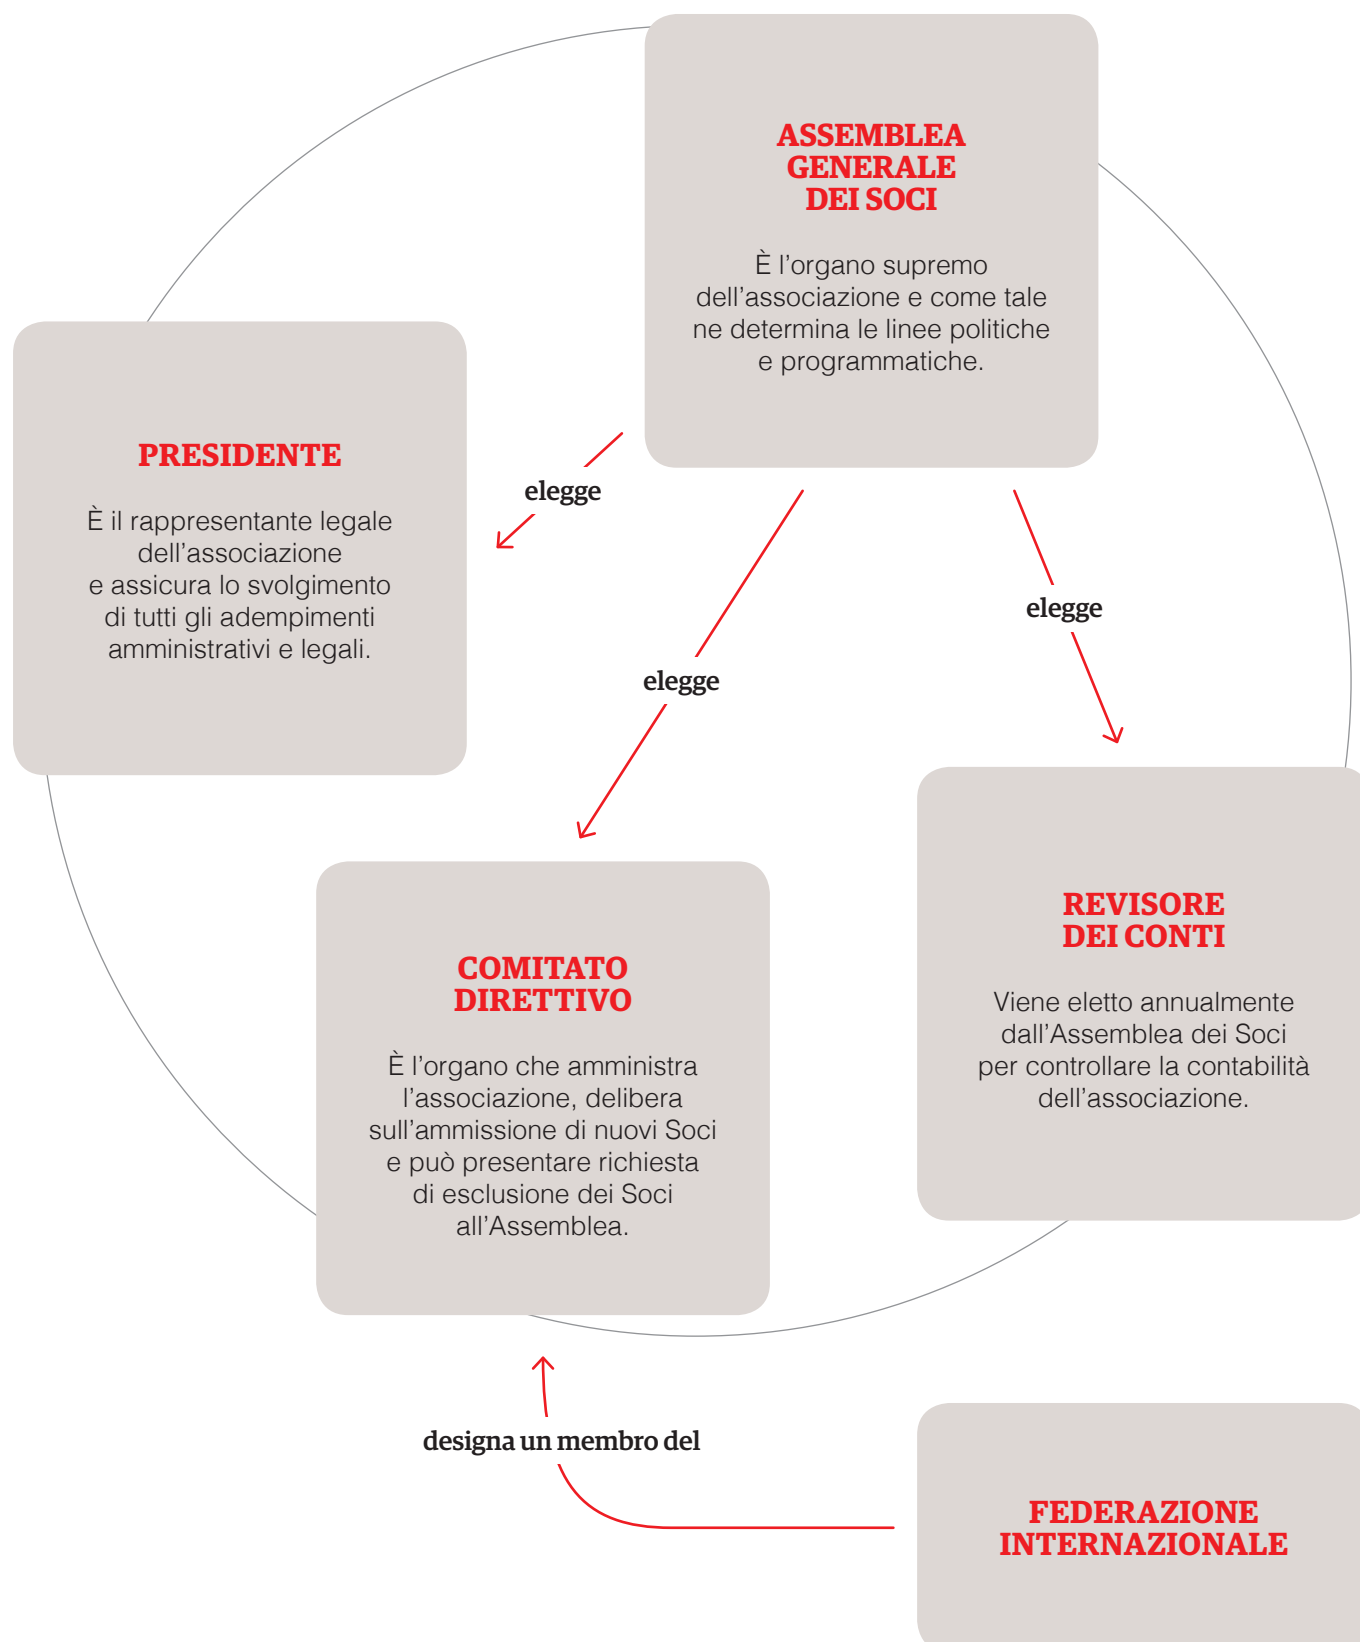 ASSEMBLEA
GENERALE
DEI SOCI
È l’organo supremo
dell’associazione e come tale
ne determina le linee politiche
e programmatiche.
PRESIDENTE
È il rappresentante legale
dell’associazione
e assicura lo svolgimento
di tutti gli adempimenti
amministrativi e legali.
elegge
elegge
elegge
COMITATO
DIRETTIVO
È l’organo che amministra
l’associazione, delibera
sull’ammissione di nuovi Soci
e può presentare richiesta
di esclusione dei Soci
all’Assemblea.
REVISORE
DEI CONTI
Viene eletto annualmente
dall’Assemblea dei Soci
per controllare la contabilità
dell’associazione.
designa un membro del
FEDERAZIONE
INTERNAZIONALE